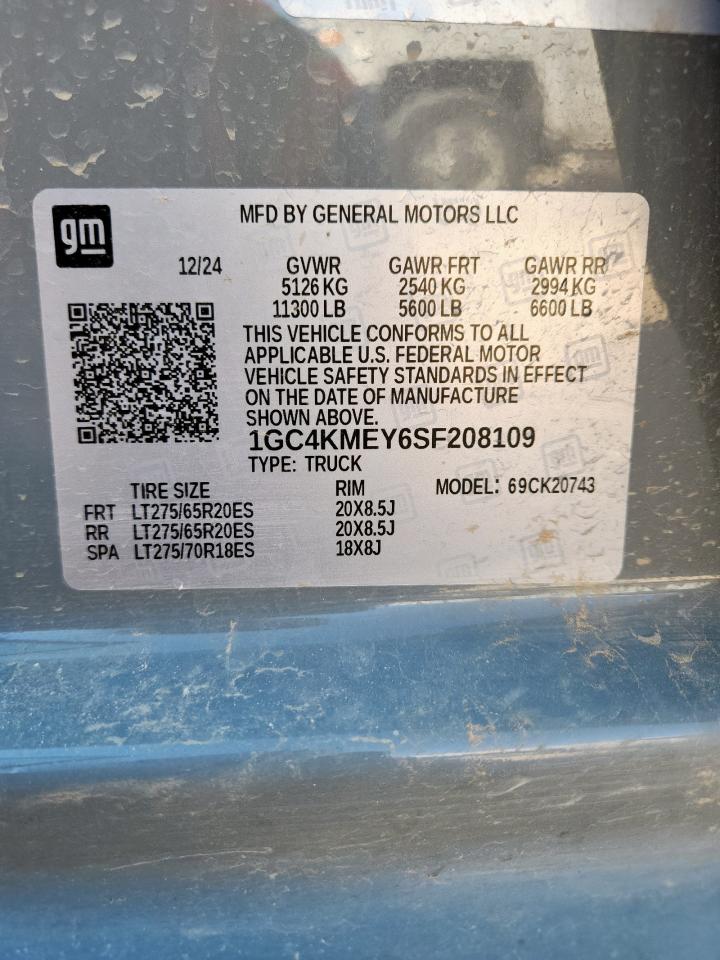 gm
MFD BY GENERAL MOTORS LLC
12/24 GVWR GAWR FRT GAWR RR
5126 KG 2540 KG 2994 KG
11300 LB 5600 LB 6600 LB
THIS VEHICLE CONFORMS TO ALL
APPLICABLE U.S. FEDERAL MOTOR
VEHICLE SAFETY STANDARDS IN EFFECT
ON THE DATE OF MANUFACTURE
SHOWN ABOVE.
1GC4KMEY6SF208109
TYPE: TRUCK
TIRE SIZE RIM MODEL: 69CK20743
FRT LT275/65R20ES 20X8.5J
RR LT275/65R20ES 20X8.5J
SPA LT275/70R18ES 18X8J